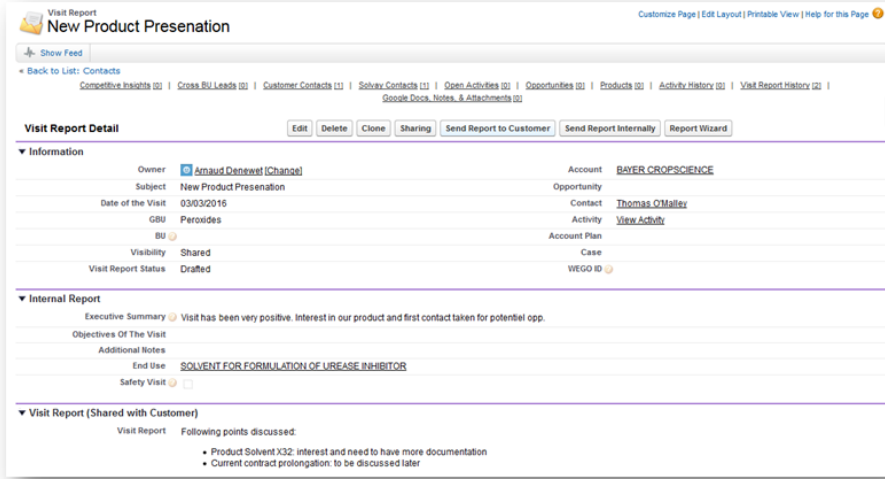 Visit Report
New Product Presenation
Customize Page | Edit Layout | Printable View | Help for this Page
Show Feed
« Back to List: Contacts
Competitive Insights [0] | Cross BU Leads [0] | Customer Contacts [1] | Solvay Contacts [1] | Open Activities [0] | Opportunities [0] | Products [0] | Activity History [0] | Visit Report History [2] |
Google Docs, Notes, & Attachments [0]
Visit Report Detail
Edit Delete Clone Sharing Send Report to Customer Send Report Internally Report Wizard
▼ Information
Owner Arnaud Denewet [Change] Account BAYER CROPSCIENCE
Subject New Product Presenation Opportunity
Date of the Visit 03/03/2016 Contact Thomas O'Malley
GBU Peroxides Activity View Activity
BU Account Plan
Visibility Shared Case
Visit Report Status Drafted WEGO ID
▼ Internal Report
Executive Summary Visit has been very positive. Interest in our product and first contact taken for potentiel opp.
Objectives Of The Visit
Additional Notes
End Use SOLVENT FOR FORMULATION OF UREASE INHIBITOR
Safety Visit
▼ Visit Report (Shared with Customer)
Visit Report Following points discussed:
• Product Solvent X32: interest and need to have more documentation
• Current contract prolongation: to be discussed later